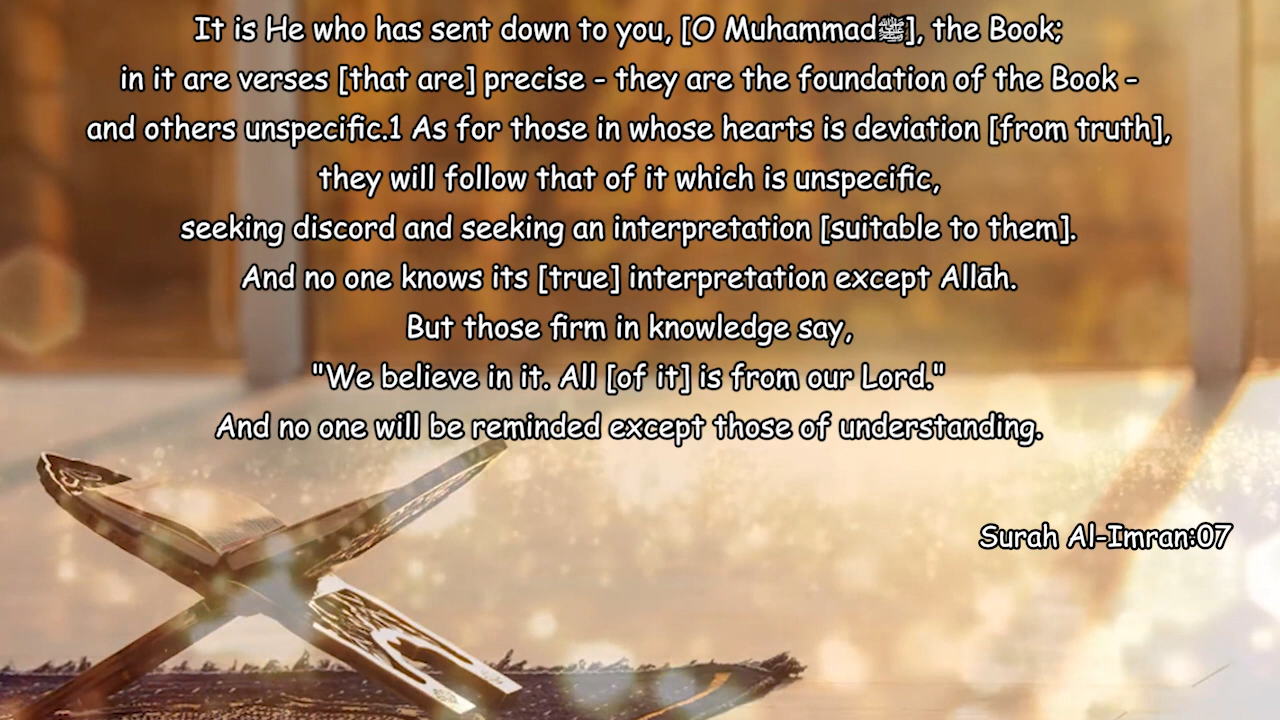 It is He who has sent down to you, [O Muhammadﷺ], the Book;
in it are verses [that are] precise - they are the foundation of the Book -
and others unspecific.1 As for those in whose hearts is deviation [from truth],
they will follow that of it which is unspecific,
seeking discord and seeking an interpretation [suitable to them].
And no one knows its [true] interpretation except Allāh.
But those firm in knowledge say,
"We believe in it. All [of it] is from our Lord."
And no one will be reminded except those of understanding.
Surah Al-Imran:07